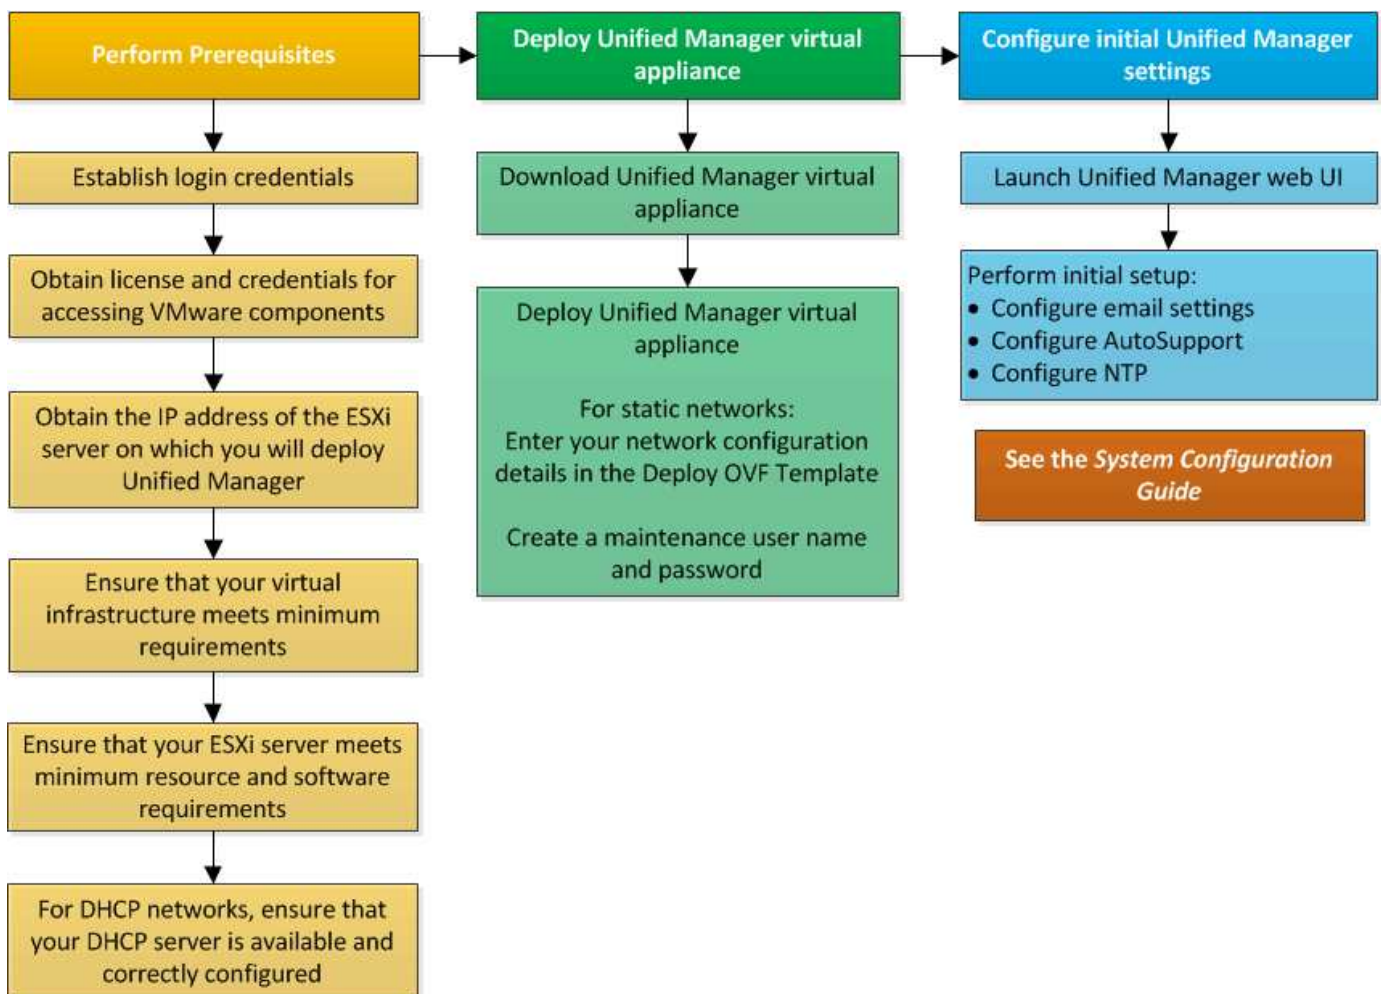 Perform Prerequisites
Establish login credentials
Obtain license and credentials for
accessing VMware components
Obtain the IP address of the ESXi
server on which you will deploy
Unified Manager
Ensure that your virtual
infrastructure meets minimum
requirements
Ensure that your ESXi server meets
minimum resource and software
requirements
For DHCP networks, ensure that
your DHCP server is available and
correctly configured
Deploy Unified Manager virtual
appliance
Download Unified Manager virtual
appliance
Deploy Unified Manager virtual
appliance
For static networks:
Enter your network configuration
details in the Deploy OVF Template
Create a maintenance user name
and password
Configure initial Unified Manager
settings
Launch Unified Manager web UI
Perform initial setup:
• Configure email settings
• Configure AutoSupport
• Configure NTP
See the System Configuration
Guide